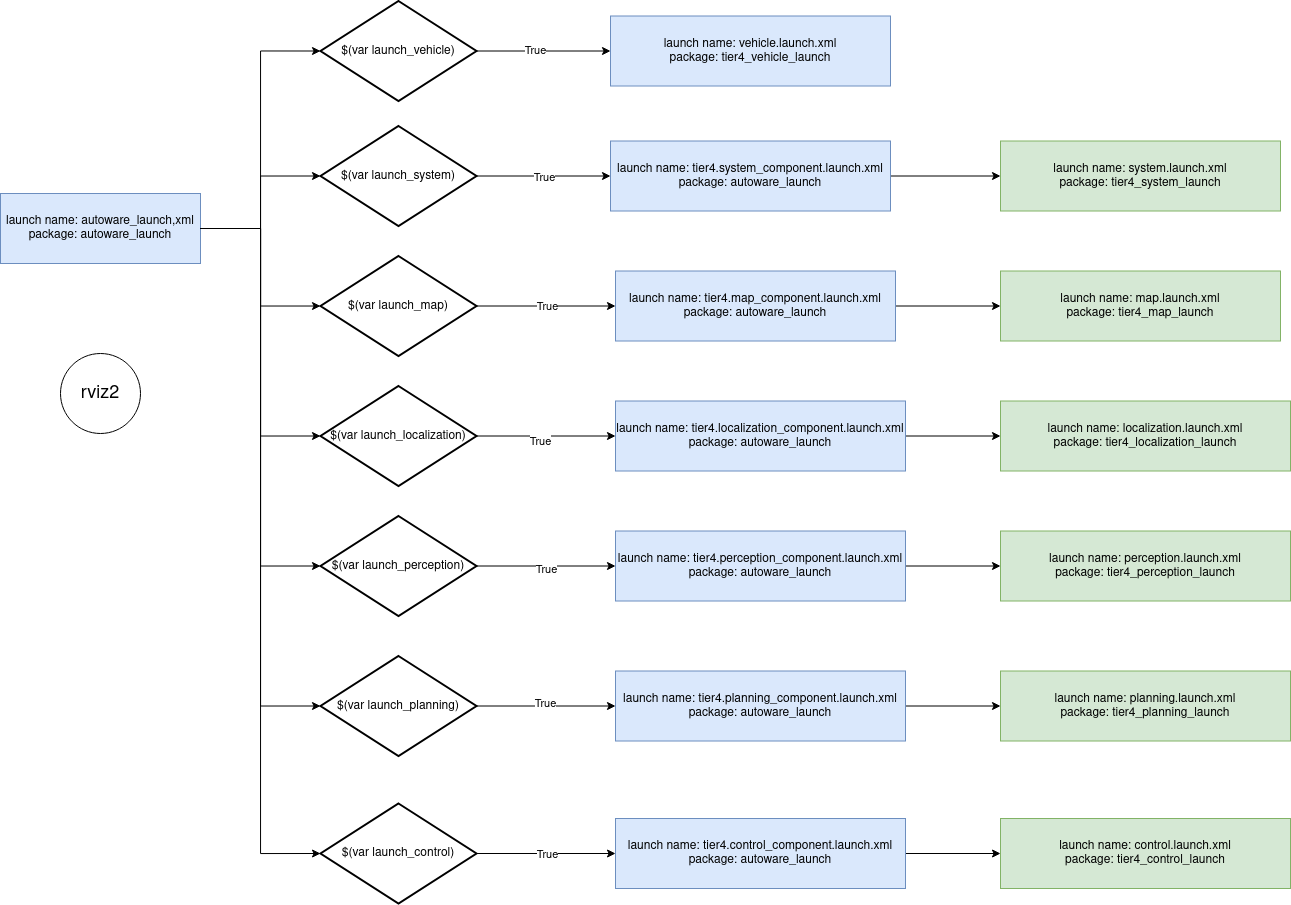 $(var launch_vehicle)
True
launch name: vehicle.launch.xml
package: tier4_vehicle_launch
$(var launch_system)
True
launch name: tier4.system_component.launch.xml
package: autoware_launch
launch name: system.launch.xml
package: tier4_system_launch
launch name: autoware_launch,xml
package: autoware_launch
$(var launch_map)
True
launch name: tier4.map_component.launch.xml
package: autoware_launch
launch name: map.launch.xml
package: tier4_map_launch
rviz2
$(var launch_localization)
True
launch name: tier4.localization_component.launch.xml
package: autoware_launch
launch name: localization.launch.xml
package: tier4_localization_launch
$(var launch_perception)
True
launch name: tier4.perception_component.launch.xml
package: autoware_launch
launch name: perception.launch.xml
package: tier4_perception_launch
$(var launch_planning)
True
launch name: tier4.planning_component.launch.xml
package: autoware_launch
launch name: planning.launch.xml
package: tier4_planning_launch
$(var launch_control)
True
launch name: tier4.control_component.launch.xml
package: autoware_launch
launch name: control.launch.xml
package: tier4_control_launch